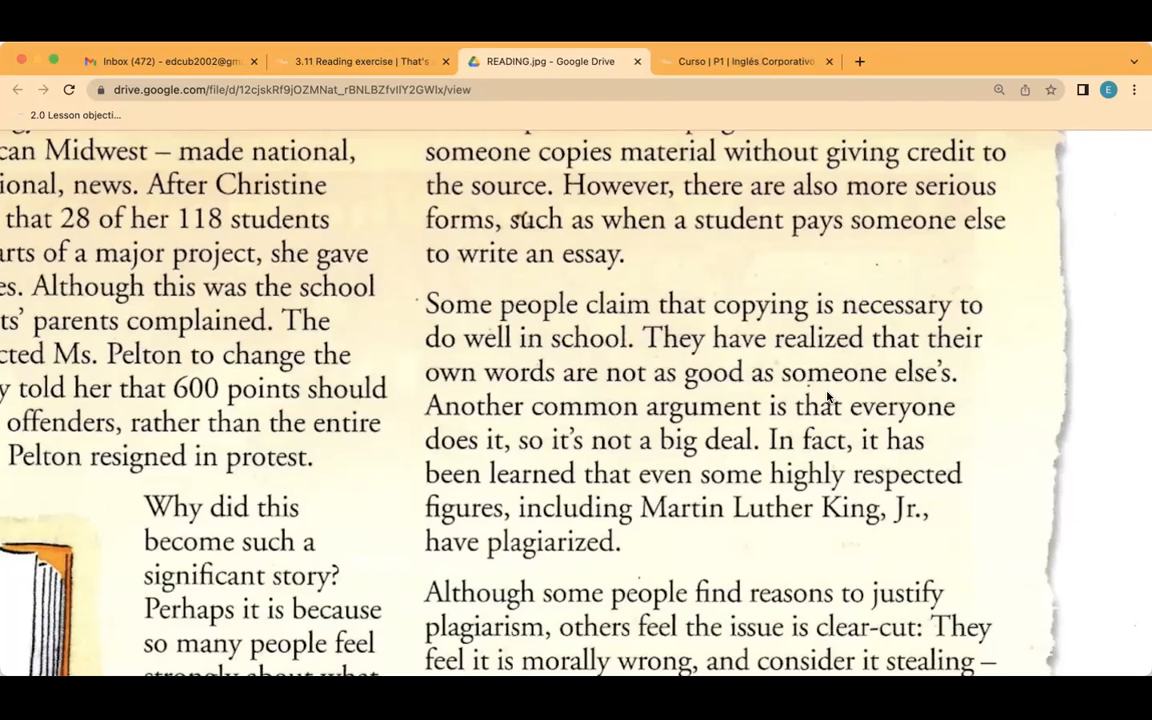 Inbox (472) - edcub2002@gm
3.11 Reading exercise | That's
READING.jpg - Google Drive
Curso | P1 | Inglés Corporativo
drive.google.com/file/d/12cjskRf9jOZMNat_rBNLBZfvIlY2GWlx/view
E
2.0 Lesson objecti...
can Midwest – made national,
ional, news. After Christine
that 28 of her 118 students
arts of a major project, she gave
es. Although this was the school
ts' parents complained. The
cted Ms. Pelton to change the
y told her that 600 points should
offenders, rather than the entire
Pelton resigned in protest.
Why did this
become such a
significant story?
Perhaps it is because
so many people feel
strongly about what
someone copies material without giving credit to
the source. However, there are also more serious
forms, such as when a student pays someone else
to write an essay.
Some people claim that copying is necessary to
do well in school. They have realized that their
own words are not as good as someone else's.
Another common argument is that everyone
does it, so it's not a big deal. In fact, it has
been learned that even some highly respected
figures, including Martin Luther King, Jr.,
have plagiarized.
Although some people find reasons to justify
plagiarism, others feel the issue is clear-cut: They
feel it is morally wrong, and consider it stealing –